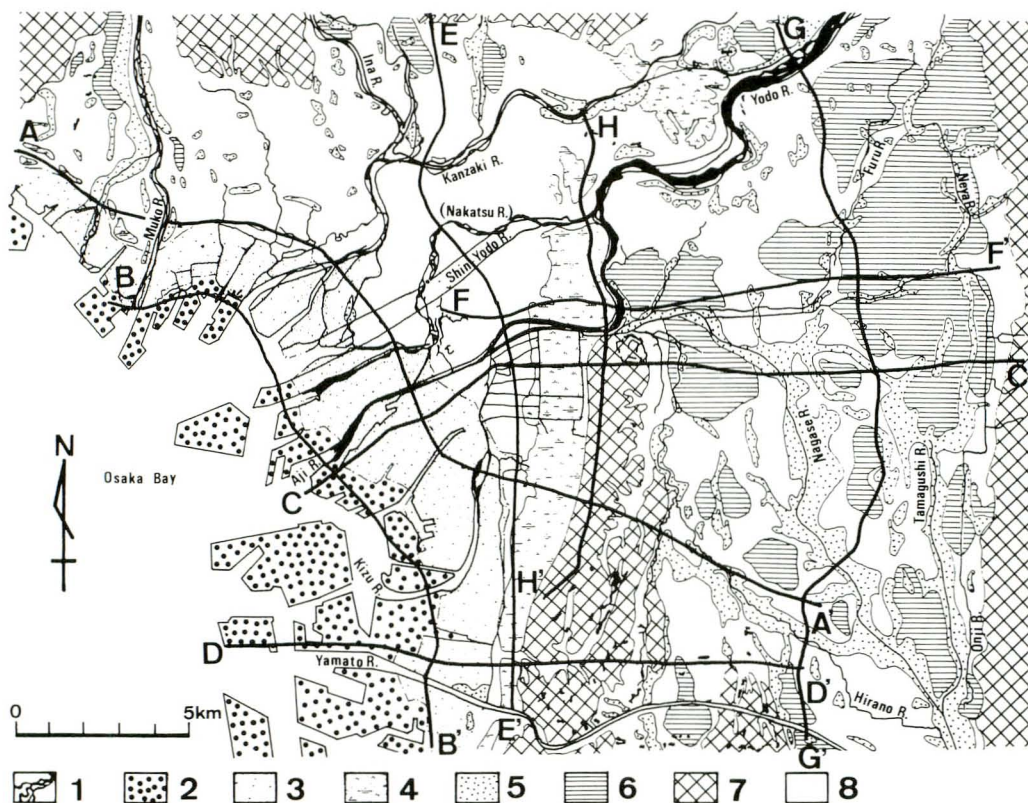 E
G
Ina R.
Yodo R.
A
H
Kanzaki R.
Furu R.
Neya R.
(Nakatsu R.)
Muko R.
Shin Yodo R.
F'
B
F
C'
Nagase R.
N
Osaka Bay
Aji R.
C
Tamagushi R.
Kizu R.
H'
A'
Onji R.
D
Yamato R.
D'
Hirano R.
0 5km
B'
E'
G'
1 2 3 4 5 6 7 8